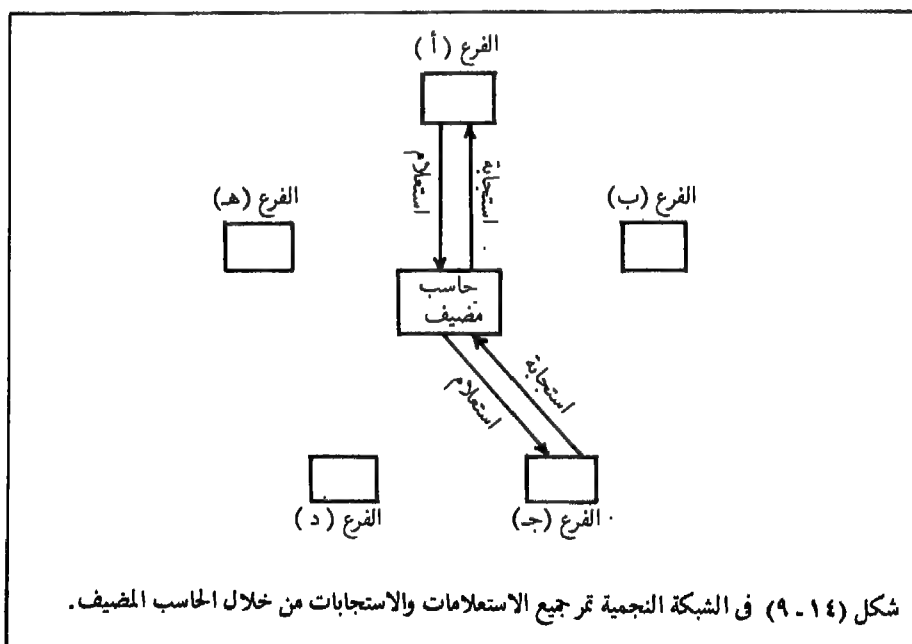 الفرع (أ)
استعلام
استجابة
الفرع (هـ)
الفرع (ب)
حاسب
مضيف
استعلام
استجابة
الفرع (د)
الفرع (جـ)
شكل (١٤ - ٩) فى الشبكة النجمية تمر جميع الاستعلامات والاستجابات من خلال الحاسب المضيف.